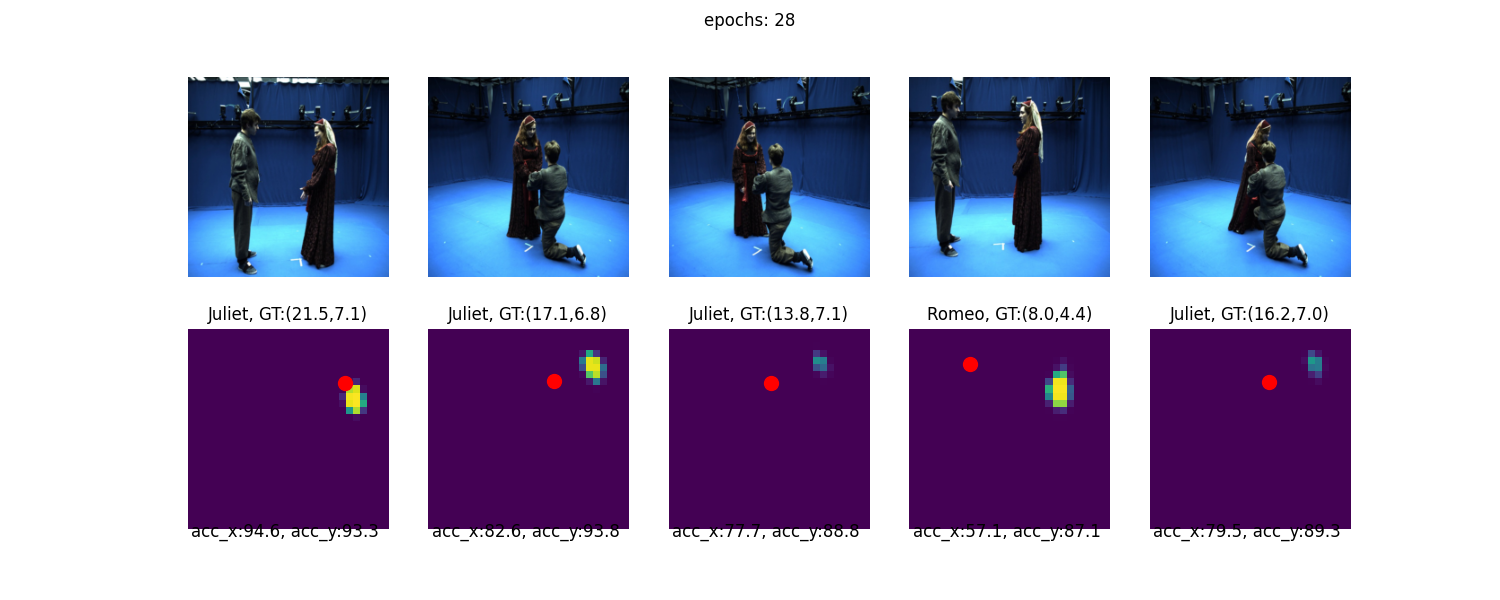 epochs: 28
Juliet, GT:(21.5,7.1)
Juliet, GT:(17.1,6.8)
Juliet, GT:(13.8,7.1)
Romeo, GT:(8.0,4.4)
Juliet, GT:(16.2,7.0)
acc_x:94.6, acc_y:93.3
acc_x:82.6, acc_y:93.8
acc_x:77.7, acc_y:88.8
acc_x:57.1, acc_y:87.1
acc_x:79.5, acc_y:89.3